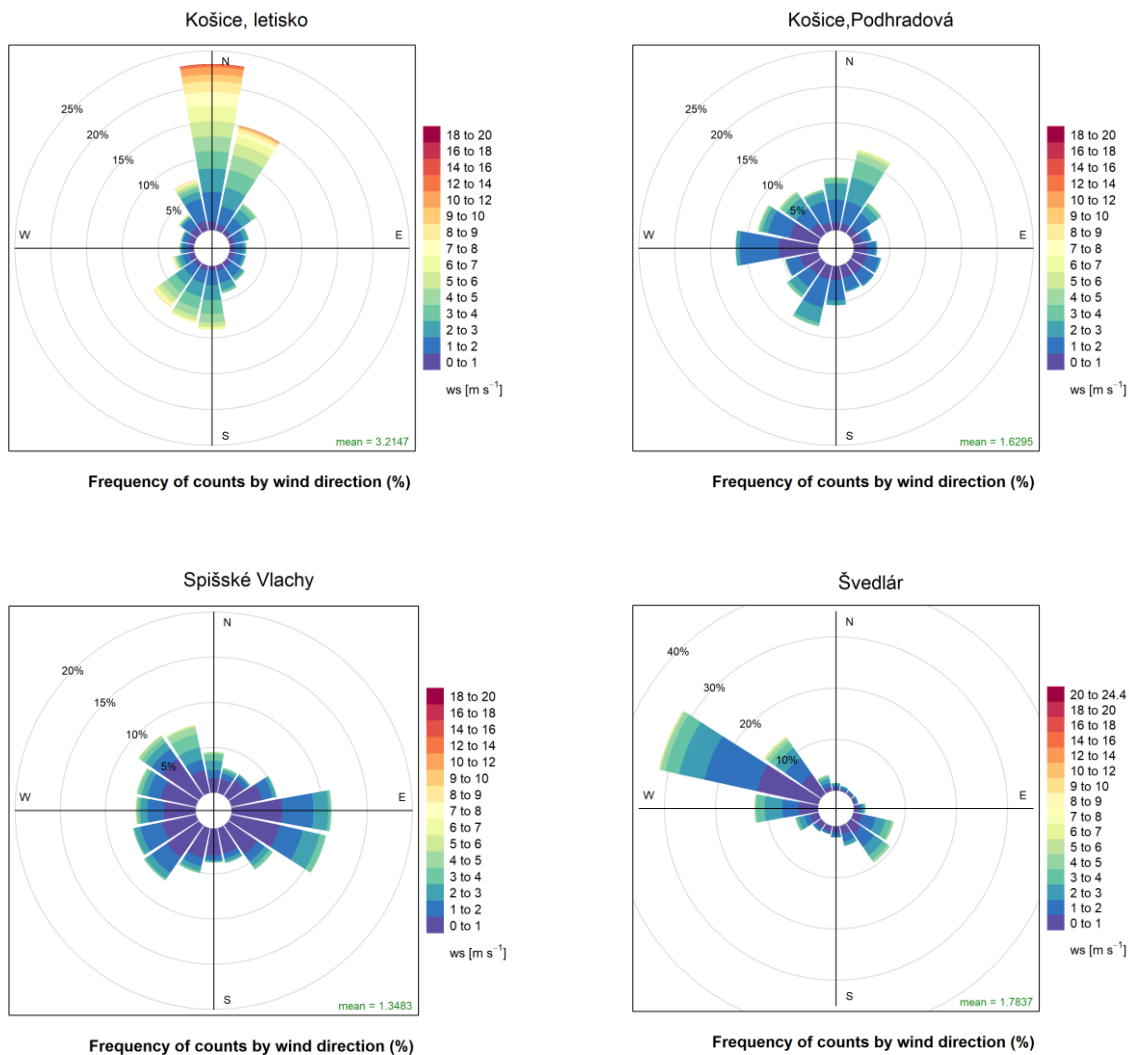 Košice, letisko
N
25%
20%
15%
10%
5%
W
E
S
18 to 20
16 to 18
14 to 16
12 to 14
10 to 12
9 to 10
8 to 9
7 to 8
6 to 7
5 to 6
4 to 5
3 to 4
2 to 3
1 to 2
0 to 1
ws [m s⁻¹]
mean = 3.2147
Frequency of counts by wind direction (%)
Košice,Podhradová
N
25%
20%
15%
10%
5%
W
E
S
18 to 20
16 to 18
14 to 16
12 to 14
10 to 12
9 to 10
8 to 9
7 to 8
6 to 7
5 to 6
4 to 5
3 to 4
2 to 3
1 to 2
0 to 1
ws [m s⁻¹]
mean = 1.6295
Frequency of counts by wind direction (%)
Spišské Vlachy
N
20%
15%
10%
5%
W
E
S
18 to 20
16 to 18
14 to 16
12 to 14
10 to 12
9 to 10
8 to 9
7 to 8
6 to 7
5 to 6
4 to 5
3 to 4
2 to 3
1 to 2
0 to 1
ws [m s⁻¹]
mean = 1.3483
Frequency of counts by wind direction (%)
Švedlár
N
40%
30%
20%
10%
W
E
S
20 to 24.4
18 to 20
16 to 18
14 to 16
12 to 14
10 to 12
9 to 10
8 to 9
7 to 8
6 to 7
5 to 6
4 to 5
3 to 4
2 to 3
1 to 2
0 to 1
ws [m s⁻¹]
mean = 1.7837
Frequency of counts by wind direction (%)